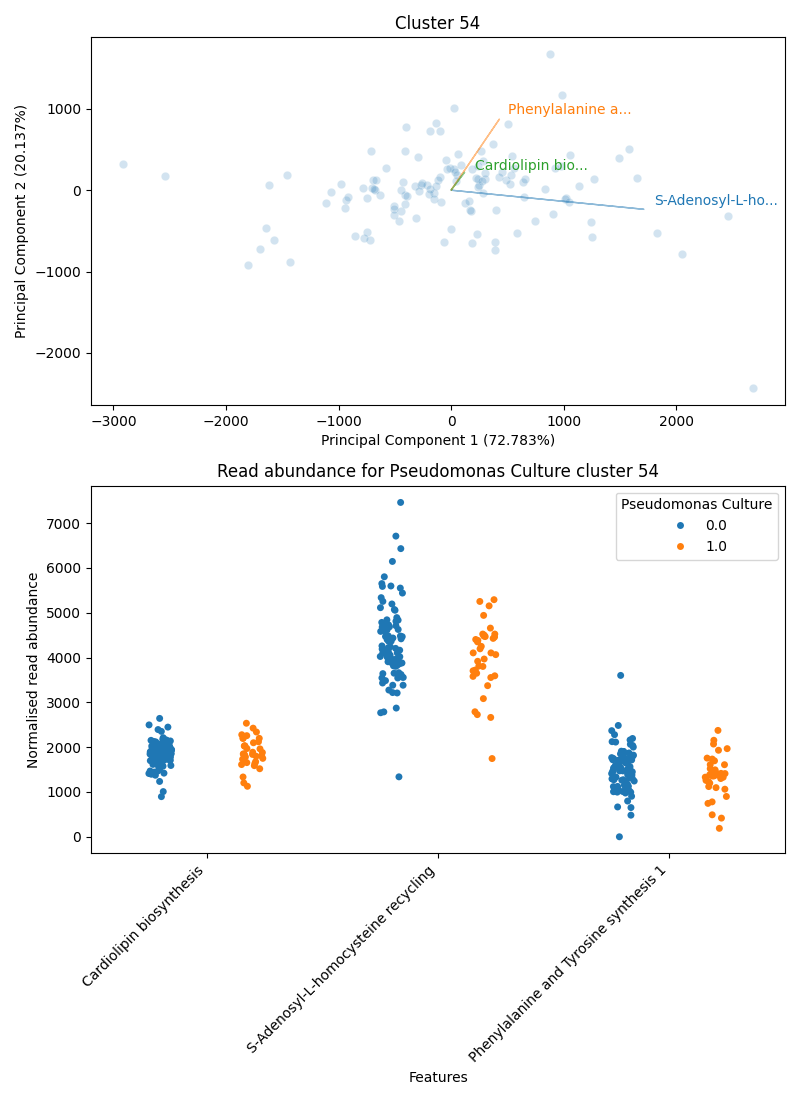 Cluster 54
Principal Component 2 (20.137%)
1000
0
−1000
−2000
Phenylalanine a...
Cardiolipin bio...
S-Adenosyl-L-ho...
−3000 −2000 −1000 0 1000 2000
Principal Component 1 (72.783%)
Read abundance for Pseudomonas Culture cluster 54
Normalised read abundance
7000
6000
5000
4000
3000
2000
1000
0
Pseudomonas Culture
0.0
1.0
Cardiolipin biosynthesis
S-Adenosyl-L-homocysteine recycling
Phenylalanine and Tyrosine synthesis 1
Features